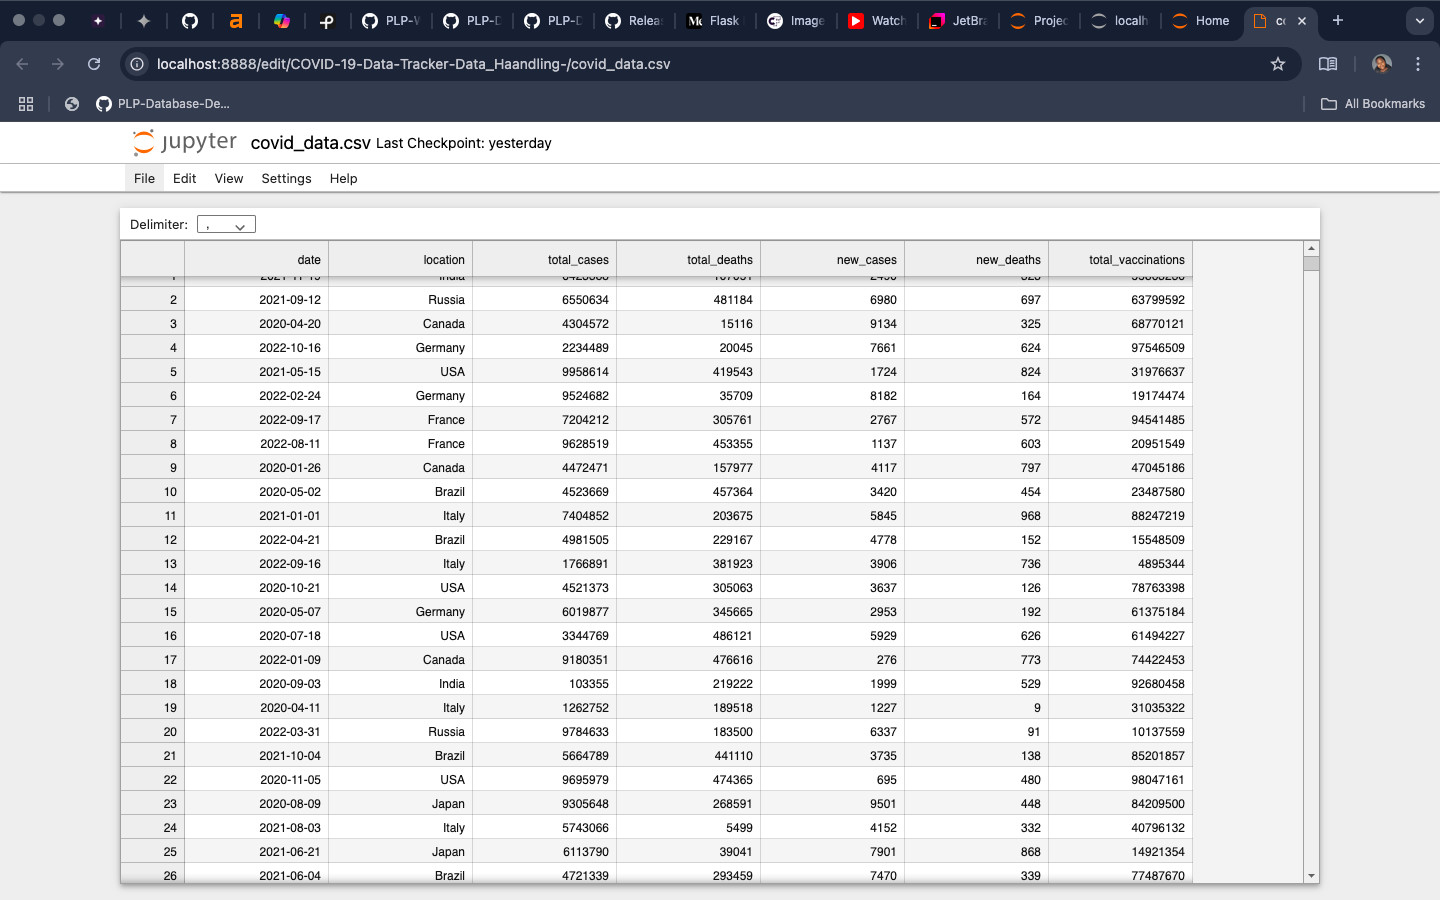 PLP-W PLP-D PLP-D Relea Flask Image Watch JetBra Projec localh Home co
localhost:8888/edit/COVID-19-Data-Tracker-Data_Haandling-/covid_data.csv
PLP-Database-De... All Bookmarks
jupyter covid_data.csv Last Checkpoint: yesterday
File Edit View Settings Help
Delimiter: ,
date location total_cases total_deaths new_cases new_deaths total_vaccinations
2 2021-09-12 Russia 6550634 481184 6980 697 63799592
3 2020-04-20 Canada 4304572 15116 9134 325 68770121
4 2022-10-16 Germany 2234489 20045 7661 624 97546509
5 2021-05-15 USA 9958614 419543 1724 824 31976637
6 2022-02-24 Germany 9524682 35709 8182 164 19174474
7 2022-09-17 France 7204212 305761 2767 572 94541485
8 2022-08-11 France 9628519 453355 1137 603 20951549
9 2020-01-26 Canada 4472471 157977 4117 797 47045186
10 2020-05-02 Brazil 4523669 457364 3420 454 23487580
11 2021-01-01 Italy 7404852 203675 5845 968 88247219
12 2022-04-21 Brazil 4981505 229167 4778 152 15548509
13 2022-09-16 Italy 1766891 381923 3906 736 4895344
14 2020-10-21 USA 4521373 305063 3637 126 78763398
15 2020-05-07 Germany 6019877 345665 2953 192 61375184
16 2020-07-18 USA 3344769 486121 5929 626 61494227
17 2022-01-09 Canada 9180351 476616 276 773 74422453
18 2020-09-03 India 103355 219222 1999 529 92680458
19 2020-04-11 Italy 1262752 189518 1227 9 31035322
20 2022-03-31 Russia 9784633 183500 6337 91 10137559
21 2021-10-04 Brazil 5664789 441110 3735 138 85201857
22 2020-11-05 USA 9695979 474365 695 480 98047161
23 2020-08-09 Japan 9305648 268591 9501 448 84209500
24 2021-08-03 Italy 5743066 5499 4152 332 40796132
25 2021-06-21 Japan 6113790 39041 7901 868 14921354
26 2021-06-04 Brazil 4721339 293459 7470 339 77487670